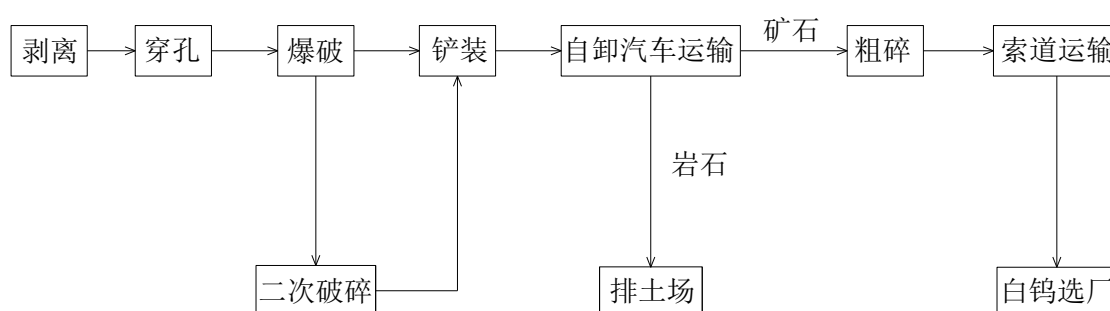 剥离
穿孔
爆破
铲装
自卸汽车运输
矿石
粗碎
索道运输
岩石
二次破碎
排土场
白钨选厂